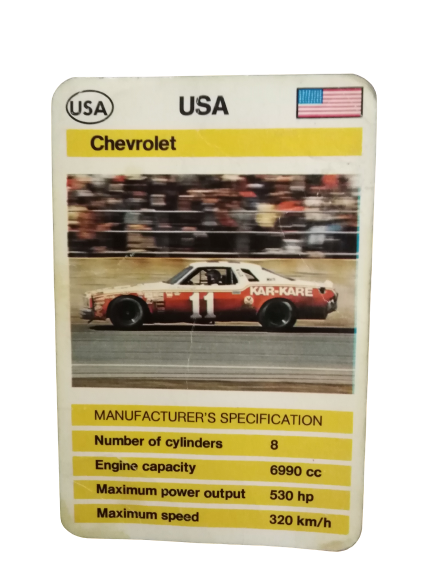 USA USA
Chevrolet
11 KAR-KARE
MANUFACTURER'S SPECIFICATION
Number of cylinders 8
Engine capacity 6990 cc
Maximum power output 530 hp
Maximum speed 320 km/h